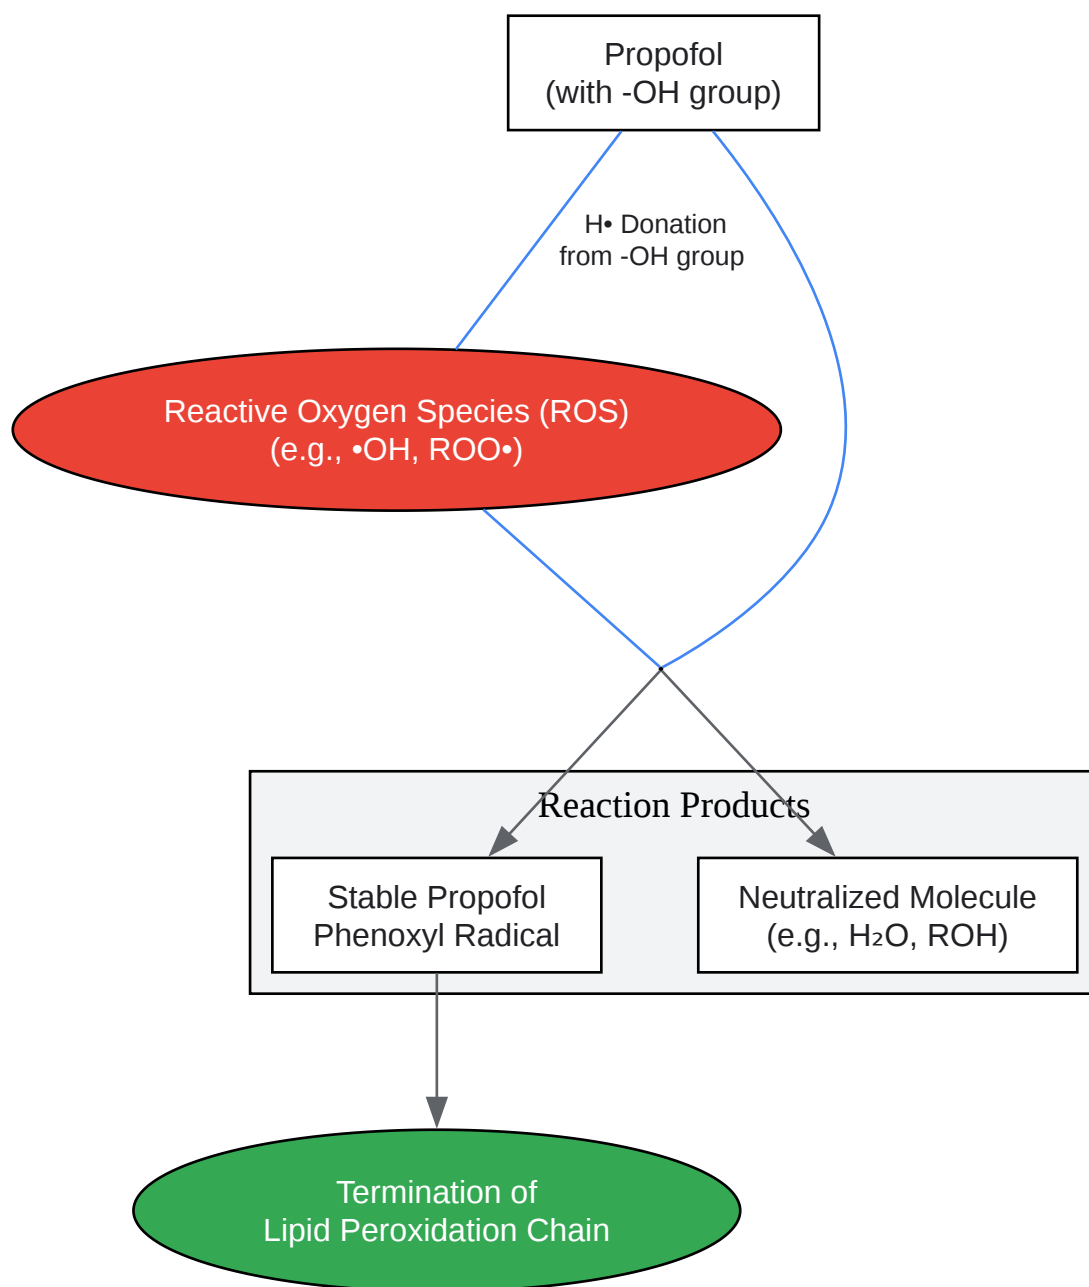 Propofol
(with -OH group)
H• Donation
from -OH group
Reactive Oxygen Species (ROS)
(e.g., •OH, ROO•)
Reaction Products
Stable Propofol
Phenoxyl Radical
Neutralized Molecule
(e.g., H₂O, ROH)
Termination of
Lipid Peroxidation Chain